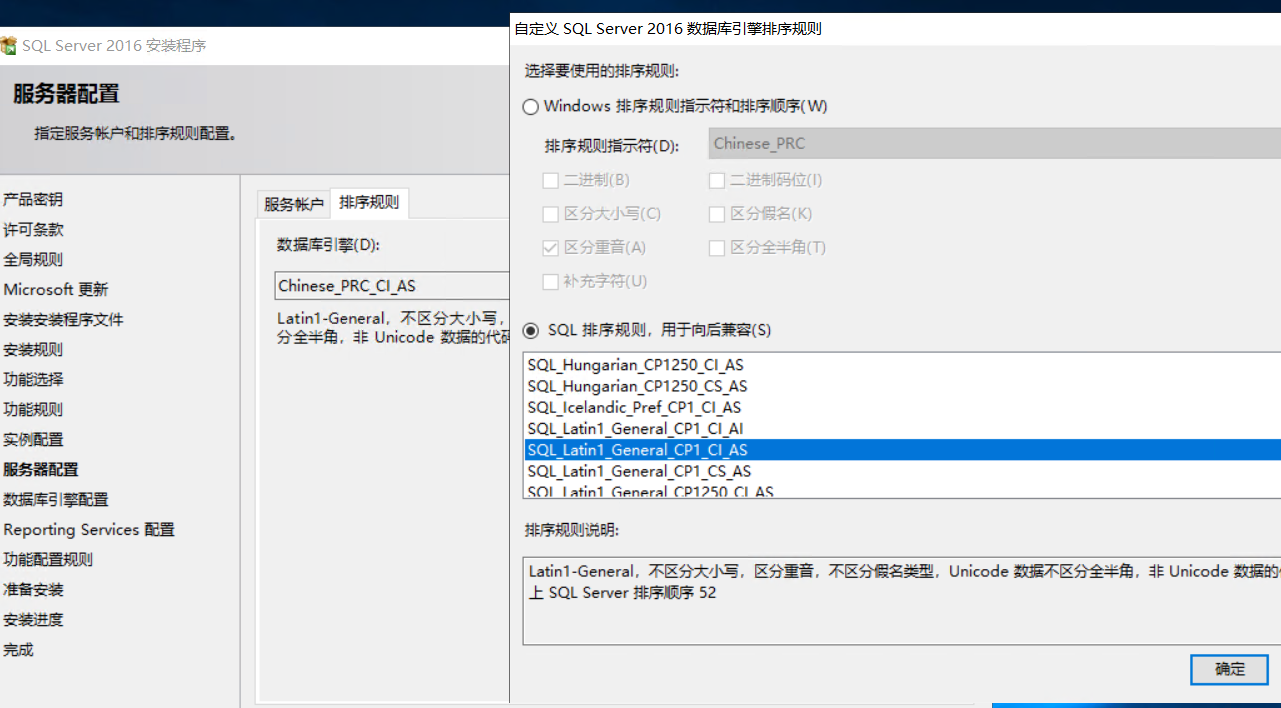 SQL Server 2016 安装程序
服务器配置
指定服务帐户和排序规则配置。
产品密钥
许可条款
全局规则
Microsoft 更新
安装安装程序文件
安装规则
功能选择
功能规则
实例配置
服务器配置
数据库引擎配置
Reporting Services 配置
功能配置规则
准备安装
安装进度
完成
服务帐户
排序规则
数据库引擎(D):
Chinese_PRC_CI_AS
Latin1-General，不区分大小写，
分全半角，非 Unicode 数据的代码
自定义 SQL Server 2016 数据库引擎排序规则
选择要使用的排序规则:
Windows 排序规则指示符和排序顺序(W)
排序规则指示符(D):
Chinese_PRC
二进制(B)
二进制码位(I)
区分大小写(C)
区分假名(K)
区分重音(A)
区分全半角(T)
补充字符(U)
SQL 排序规则，用于向后兼容(S)
SQL_Hungarian_CP1250_CI_AS
SQL_Hungarian_CP1250_CS_AS
SQL_Icelandic_Pref_CP1_CI_AS
SQL_Latin1_General_CP1_CI_AI
SQL_Latin1_General_CP1_CI_AS
SQL_Latin1_General_CP1_CS_AS
SQL_Latin1_General_CP1250_CI_AS
排序规则说明:
Latin1-General，不区分大小写，区分重音，不区分假名类型，Unicode 数据不区分全半角，非 Unicode 数据的
上 SQL Server 排序顺序 52
确定